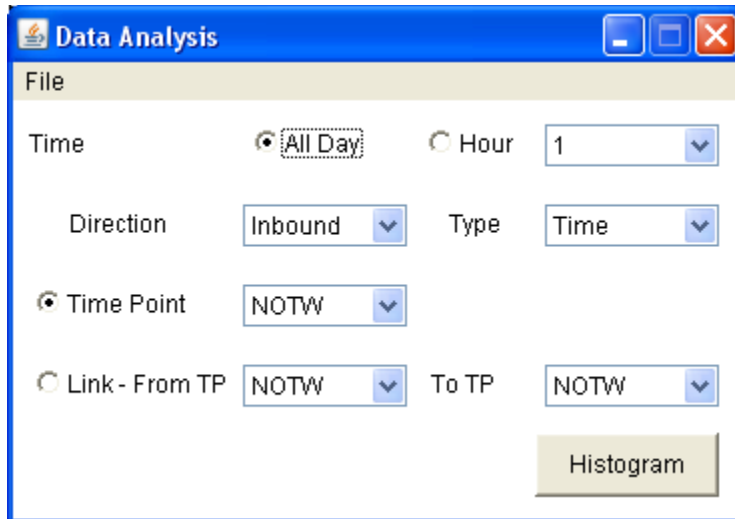 Data Analysis
File
Time All Day Hour 1
Direction Inbound Type Time
Time Point NOTW
Link - From TP NOTW To TP NOTW
Histogram